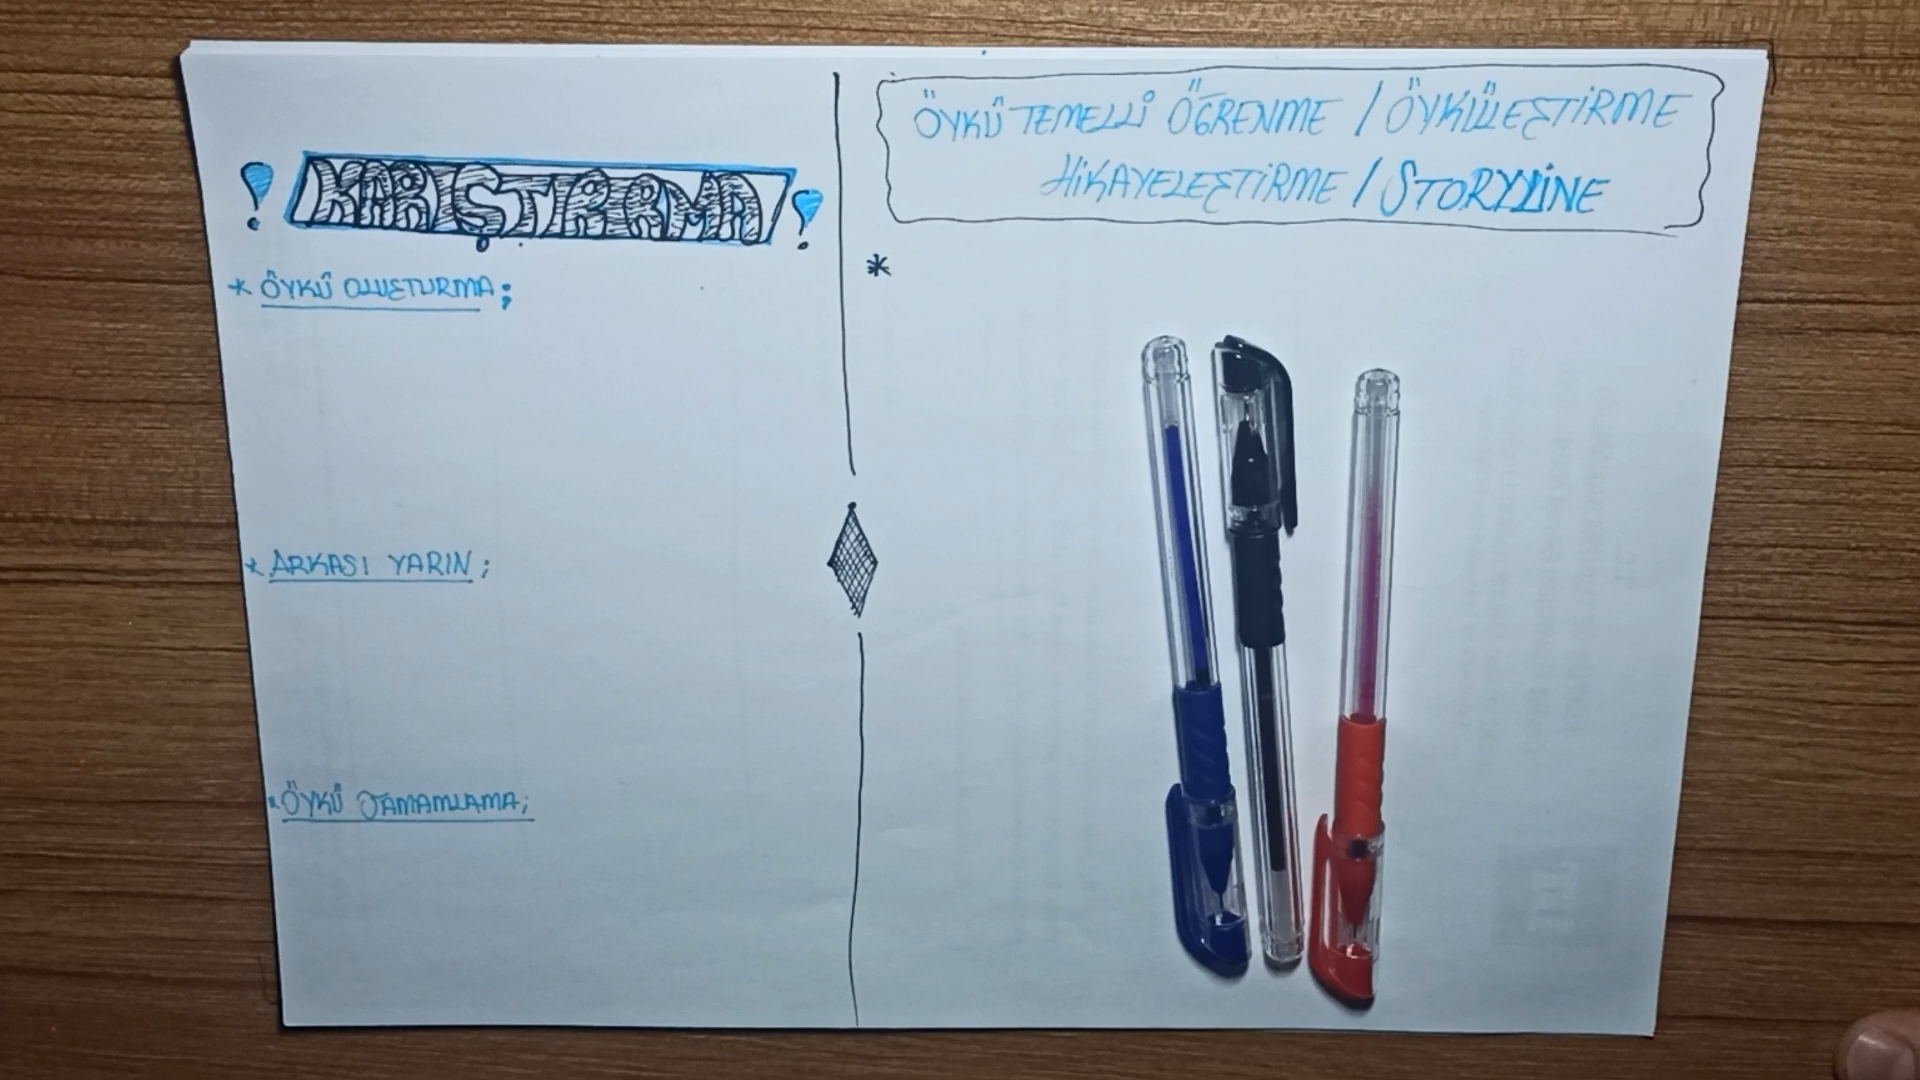 ! KARIŞTIRMA !
* ÖYKÜ OLUŞTURMA;
* ARKASI YARIN;
* ÖYKÜ TAMAMLAMA;
ÖYKÜ TEMELLİ ÖĞRENME / ÖYKÜLEŞTİRME
HİKAYELEŞTİRME / STORYLİNE
*